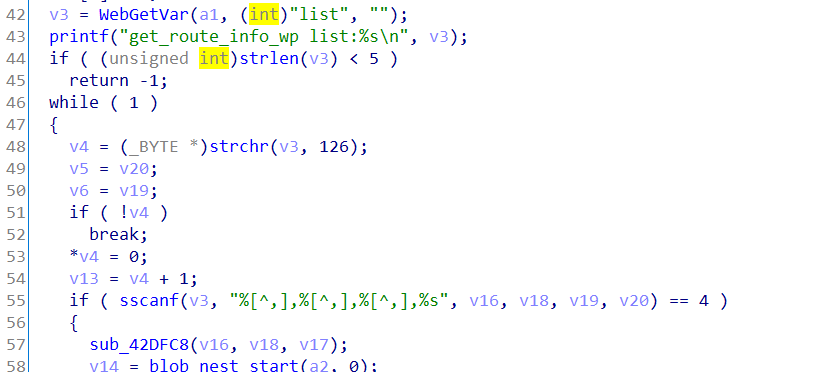 42 v3 = WebGetVar(a1, (int)"list", "");
43 printf("get_route_info_wp list:%s\n", v3);
44 if ( (unsigned int)strlen(v3) < 5 )
45 return -1;
46 while ( 1 )
47 {
48 v4 = (_BYTE *)strchr(v3, 126);
49 v5 = v20;
50 v6 = v19;
51 if ( !v4 )
52 break;
53 *v4 = 0;
54 v13 = v4 + 1;
55 if ( sscanf(v3, "%[^,],%[^,],%[^,],%s", v16, v18, v19, v20) == 4 )
56 {
57 sub_42DFC8(v16, v18, v17);
58 v14 = blob_nest_start(a2, 0);